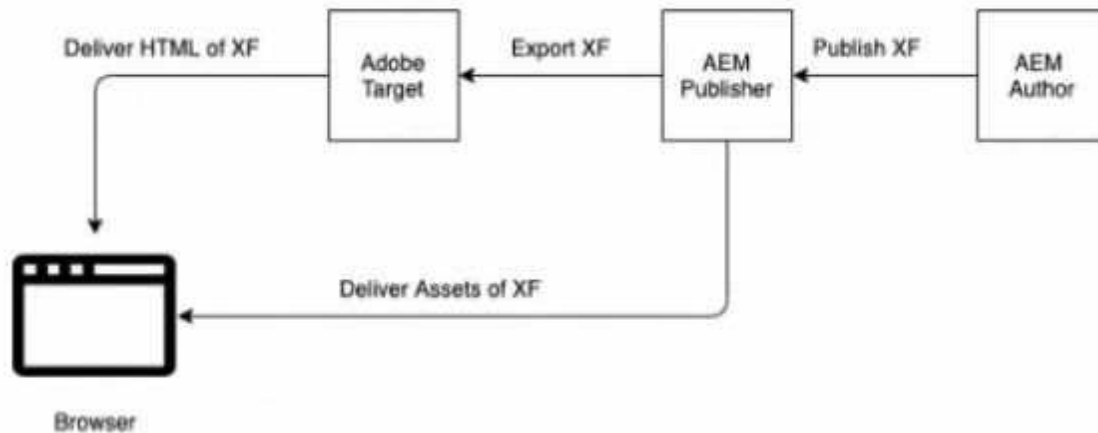 Deliver HTML of XF
Adobe
Target
Export XF
AEM
Publisher
Publish XF
AEM
Author
Deliver Assets of XF
Browser